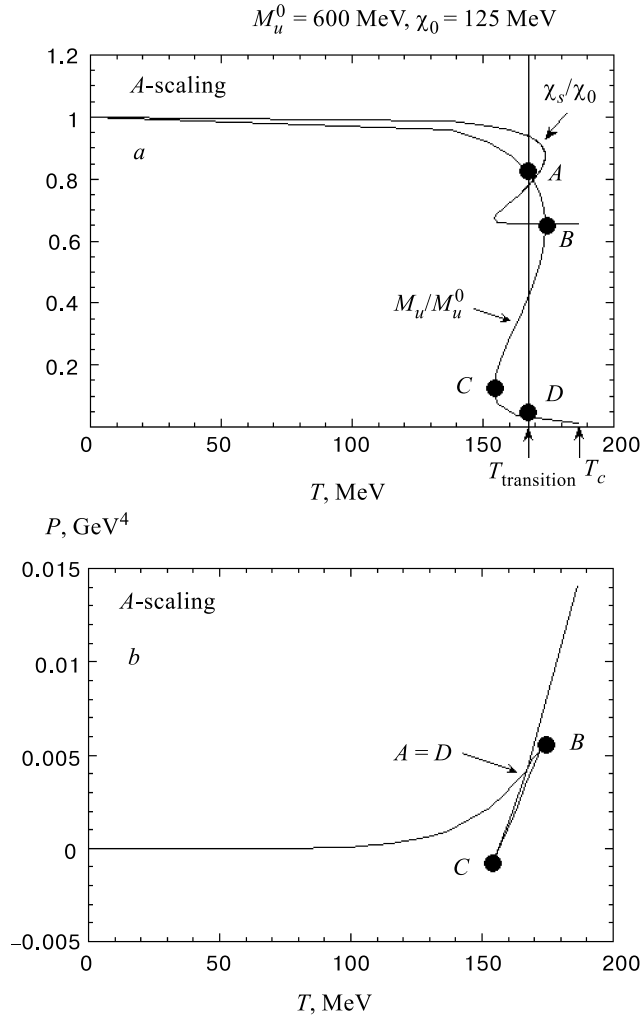 M_u^0 = 600 MeV, χ_0 = 125 MeV
1.2
A-scaling
χ_s/χ_0
1
a
A
0.8
0.6
B
M_u/M_u^0
0.4
C
D
0.2
0
50
100
150
200
T_transition
T_c
T, MeV
P, GeV^4
0.015
A-scaling
b
0.01
A = D
B
0.005
0
C
−0.005
0
50
100
150
200
T, MeV